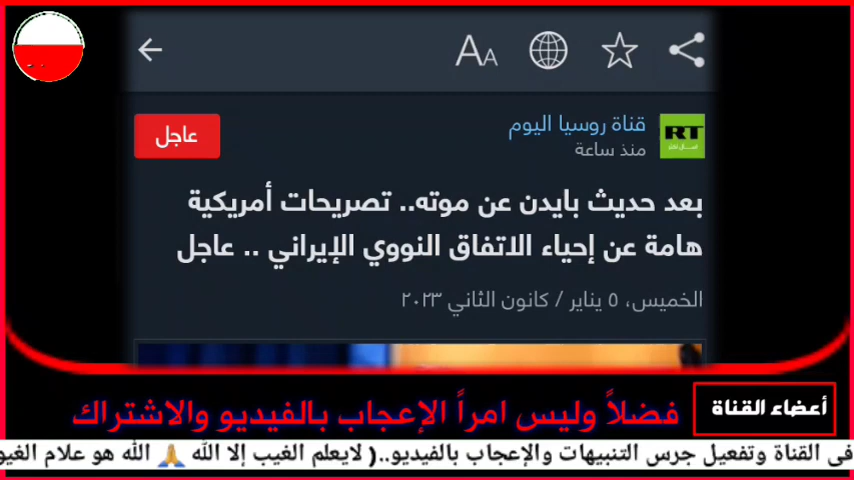 AA
قناة روسيا اليوم
RT
منذ ساعة
عاجل
بعد حديث بايدن عن موته.. تصريحات أمريكية
هامة عن إحياء الاتفاق النووي الإيراني .. عاجل
الخميس، ٥ يناير / كانون الثاني ٢٠٢٣
أعضاء القناة
فضلاً وليس امراً الإعجاب بالفيديو والاشتراك
فى القناة وتفعيل جرس التنبيهات والإعجاب بالفيديو..( لايعلم الغيب إلا الله 🙏 الله هو علام الغيو